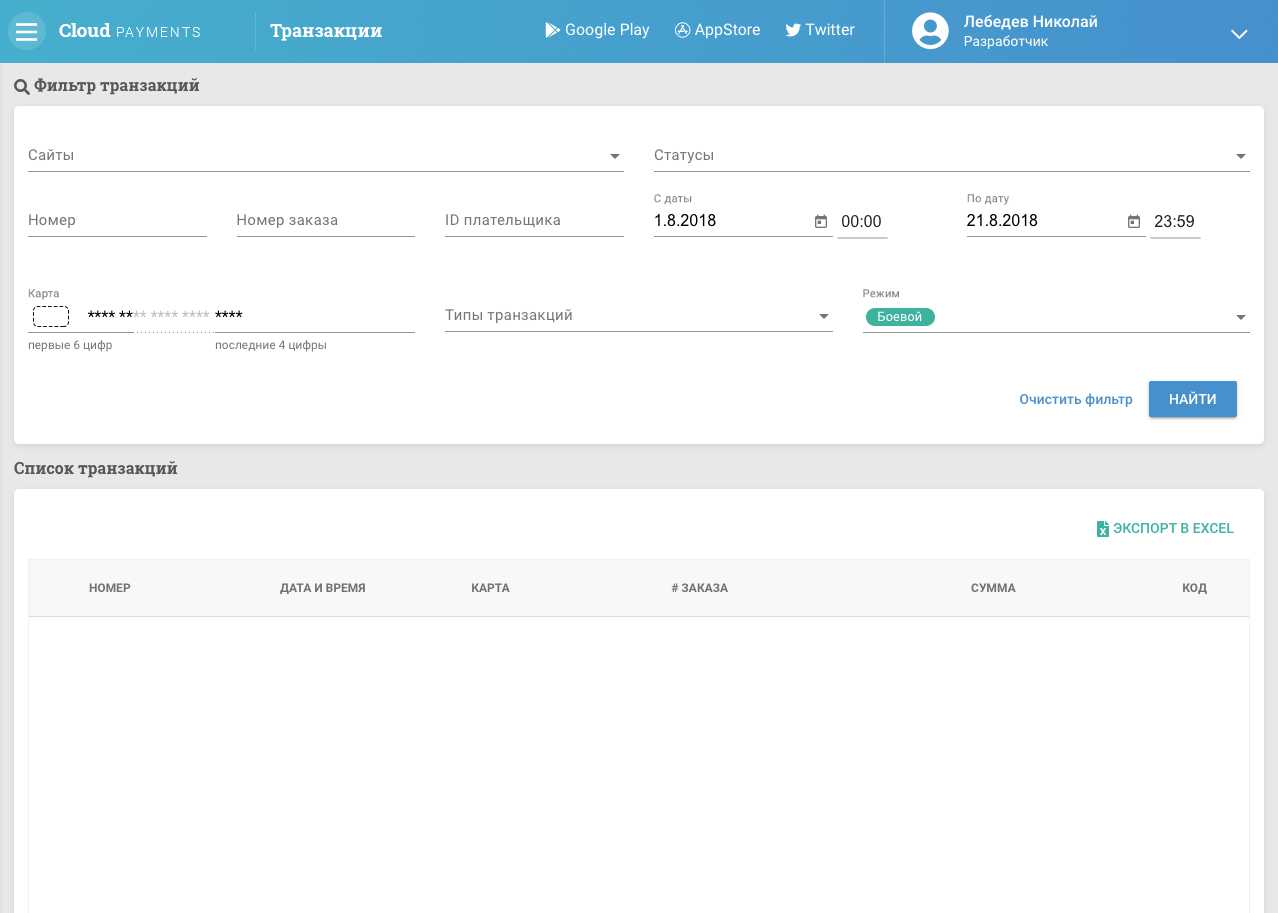 Cloud PAYMENTS
Транзакции
Google Play
AppStore
Twitter
Лебедев Николай
Разработчик
Фильтр транзакций
Сайты
Статусы
Номер
Номер заказа
ID плательщика
С даты
1.8.2018
00:00
По дату
21.8.2018
23:59
Карта
**** **** **** **** ****
первые 6 цифр
последние 4 цифры
Типы транзакций
Режим
Боевой
Очистить фильтр
НАЙТИ
Список транзакций
ЭКСПОРТ В EXCEL
НОМЕР
ДАТА И ВРЕМЯ
КАРТА
# ЗАКАЗА
СУММА
КОД